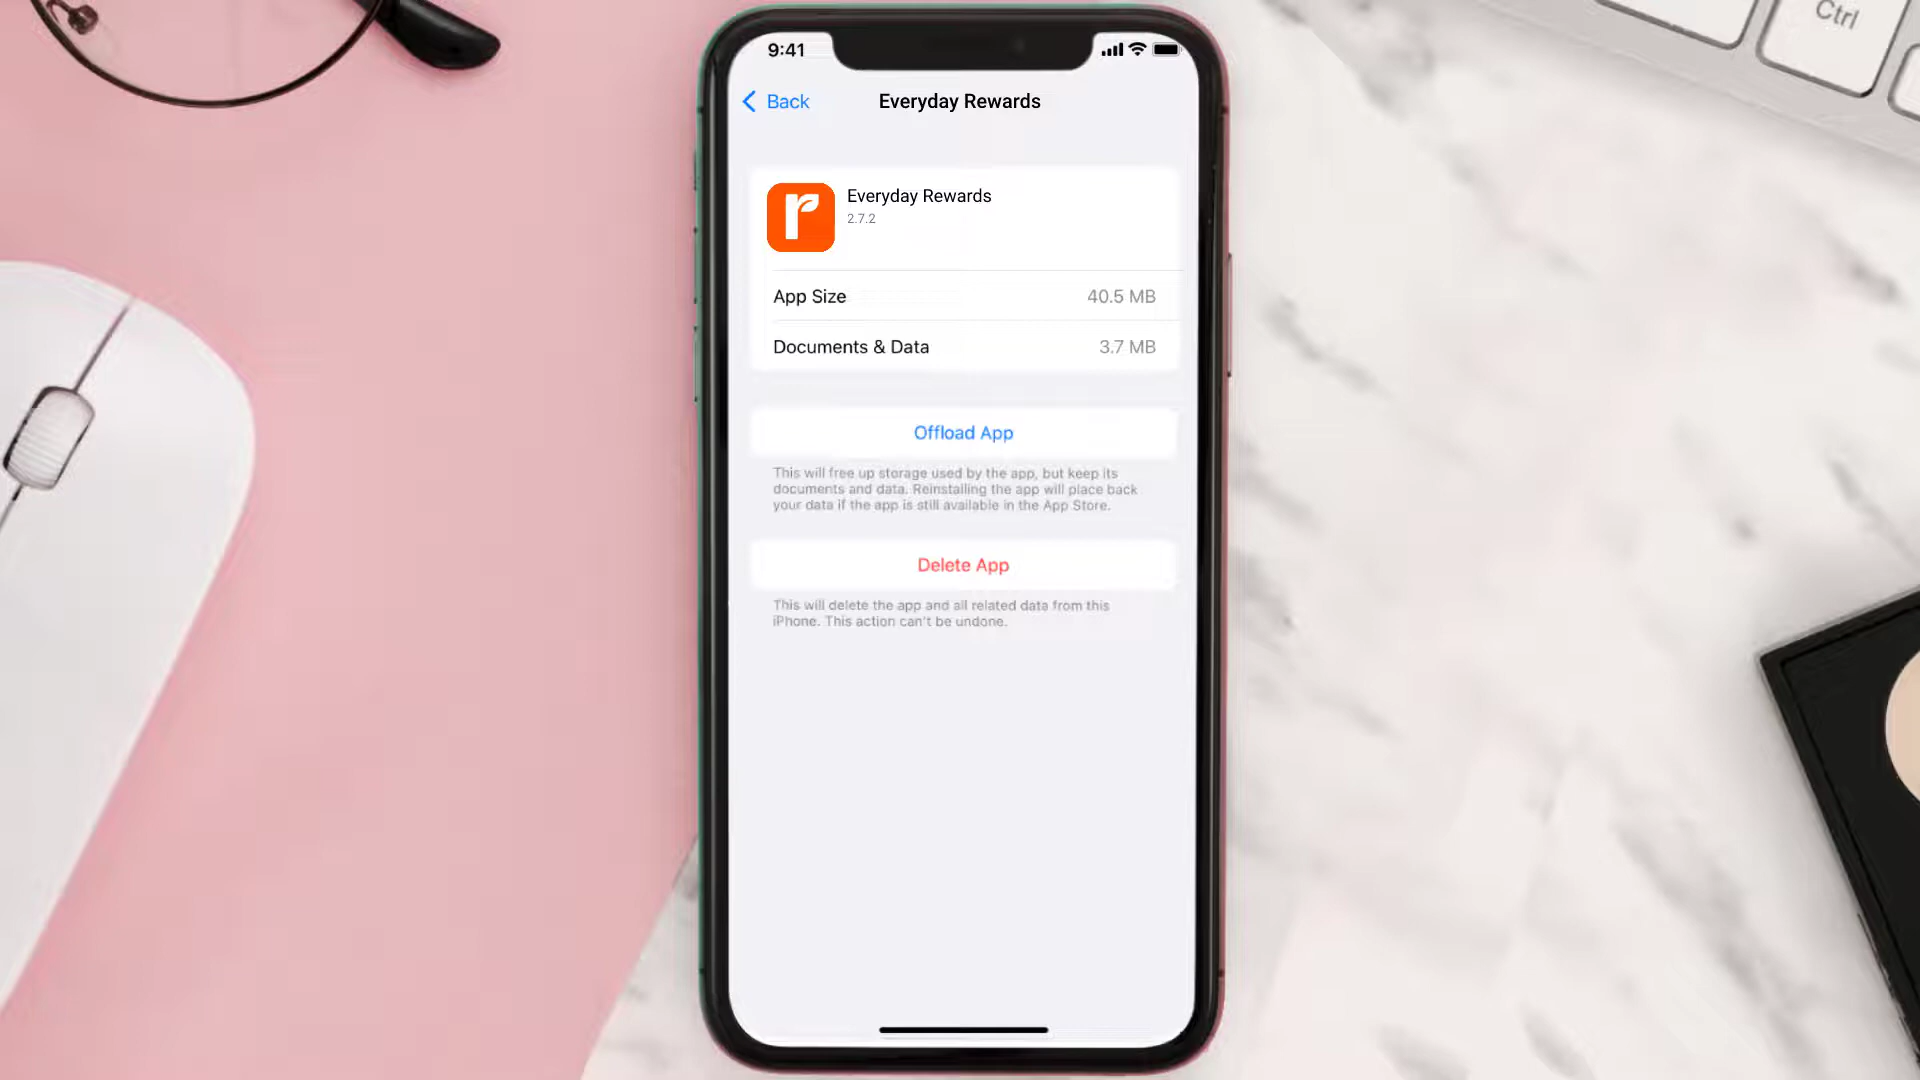 Ctrl
9:41
Back
Everyday Rewards
r
Everyday Rewards
2.7.2
App Size
40.5 MB
Documents & Data
3.7 MB
Offload App
This will free up storage used by the app, but keep its
documents and data. Reinstalling the app will place back
your data if the app is still available in the App Store.
Delete App
This will delete the app and all related data from this
iPhone. This action can't be undone.